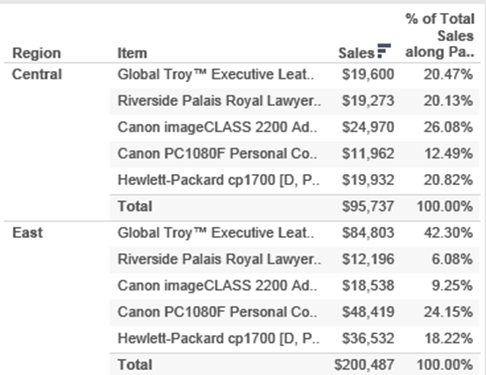 % of Total
Sales
Region Item Sales along Pa..
Central Global Troy™ Executive Leat.. $19,600 20.47%
Riverside Palais Royal Lawyer.. $19,273 20.13%
Canon imageCLASS 2200 Ad.. $24,970 26.08%
Canon PC1080F Personal Co.. $11,962 12.49%
Hewlett-Packard cp1700 [D, P.. $19,932 20.82%
Total $95,737 100.00%
East Global Troy™ Executive Leat.. $84,803 42.30%
Riverside Palais Royal Lawyer.. $12,196 6.08%
Canon imageCLASS 2200 Ad.. $18,538 9.25%
Canon PC1080F Personal Co.. $48,419 24.15%
Hewlett-Packard cp1700 [D, P.. $36,532 18.22%
Total $200,487 100.00%